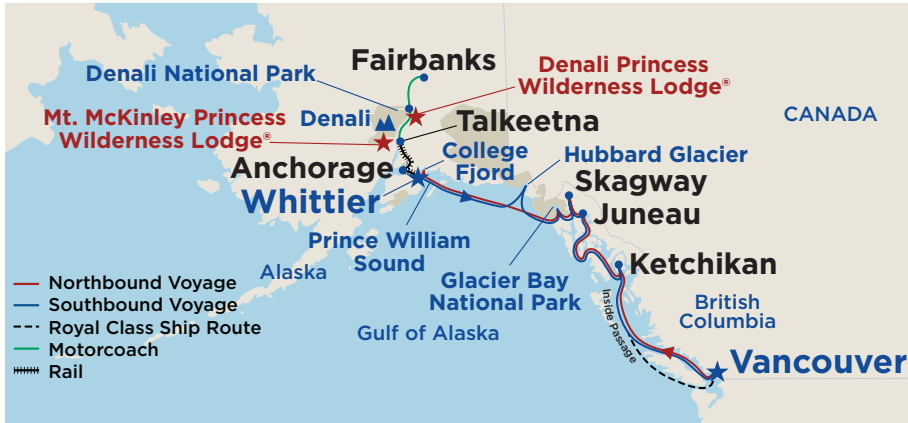 Fairbanks
Denali National Park
Denali Princess
Wilderness Lodge®
Mt. McKinley Princess
Wilderness Lodge®
Denali
Talkeetna
CANADA
Anchorage
College
Fjord
Hubbard Glacier
Whittier
Skagway
Juneau
Prince William
Sound
Alaska
Glacier Bay
National Park
Ketchikan
Northbound Voyage
Southbound Voyage
Royal Class Ship Route
Motorcoach
Rail
Gulf of Alaska
Inside Passage
British
Columbia
Vancouver